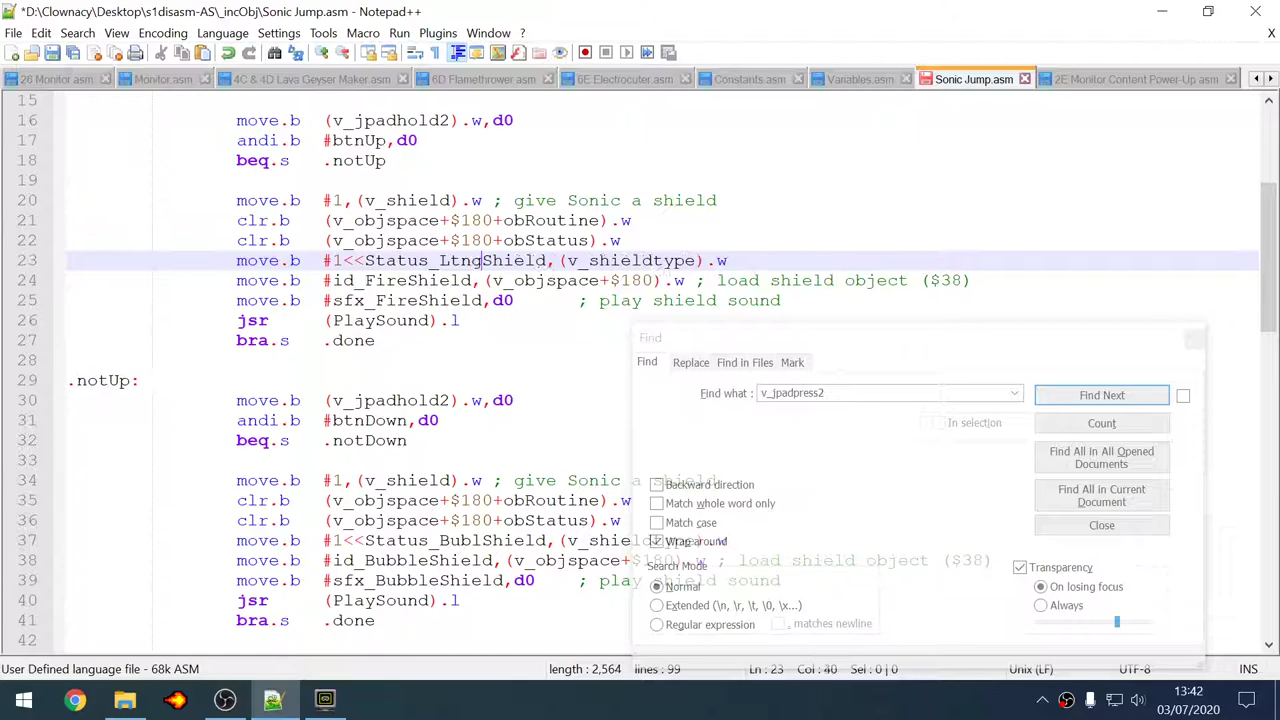 *D:\Clownacy\Desktop\s1disasm-AS\_incObj\Sonic Jump.asm - Notepad++
File Edit Search View Encoding Language Settings Tools Macro Run Plugins Window ?
X
26 Monitor.asm Monitor.asm 4C & 4D Lava Geyser Maker.asm 6D Flamethrower.asm 6E Electrocuter.asm Constants.asm Variables.asm Sonic Jump.asm 2E Monitor Content Power-Up .asm
15
16 move.b (v_jpadhold2).w,d0
17 andi.b #btnUp,d0
18 beq.s .notUp
19
20 move.b #1,(v_shield).w ; give Sonic a shield
21 clr.b (v_objspace+$180+obRoutine).w
22 clr.b (v_objspace+$180+obStatus).w
23 move.b #1<<Status_LtngShield,(v_shieldtype).w
24 move.b #id_FireShield,(v_objspace+$180).w ; load shield object ($38)
25 move.b #sfx_FireShield,d0 ; play shield sound
26 jsr (PlaySound).l
27 bra.s .done
28
29 .notUp:
30 move.b (v_jpadhold2).w,d0
31 andi.b #btnDown,d0
32 beq.s .notDown
33
34 move.b #1,(v_shield).w ; give Sonic a shield
35 clr.b (v_objspace+$180+obRoutine).w
36 clr.b (v_objspace+$180+obStatus).w
37 move.b #1<<Status_BublShield,(v_shieldtype).w
38 move.b #id_BubbleShield,(v_objspace+$180).w ; load shield object ($38)
39 move.b #sfx_BubbleShield,d0 ; play shield sound
40 jsr (PlaySound).l
41 bra.s .done
42
Find
Find Replace Find in Files Mark
Find what : v_jpadpress2 Find Next
In selection Count
Find All in All Opened
Documents
Backward direction
Find All in Current
Document
Match whole word only
Match case Close
Wrap around
Search Mode Transparency
Normal On losing focus
Extended (\n, \r, \t, \0, \x...) Always
Regular expression . matches newline
User Defined language file - 68k ASM length : 2,564 lines : 99 Ln : 23 Col : 40 Sel : 0 | 0 Unix (LF) UTF-8 INS
13:42
03/07/2020